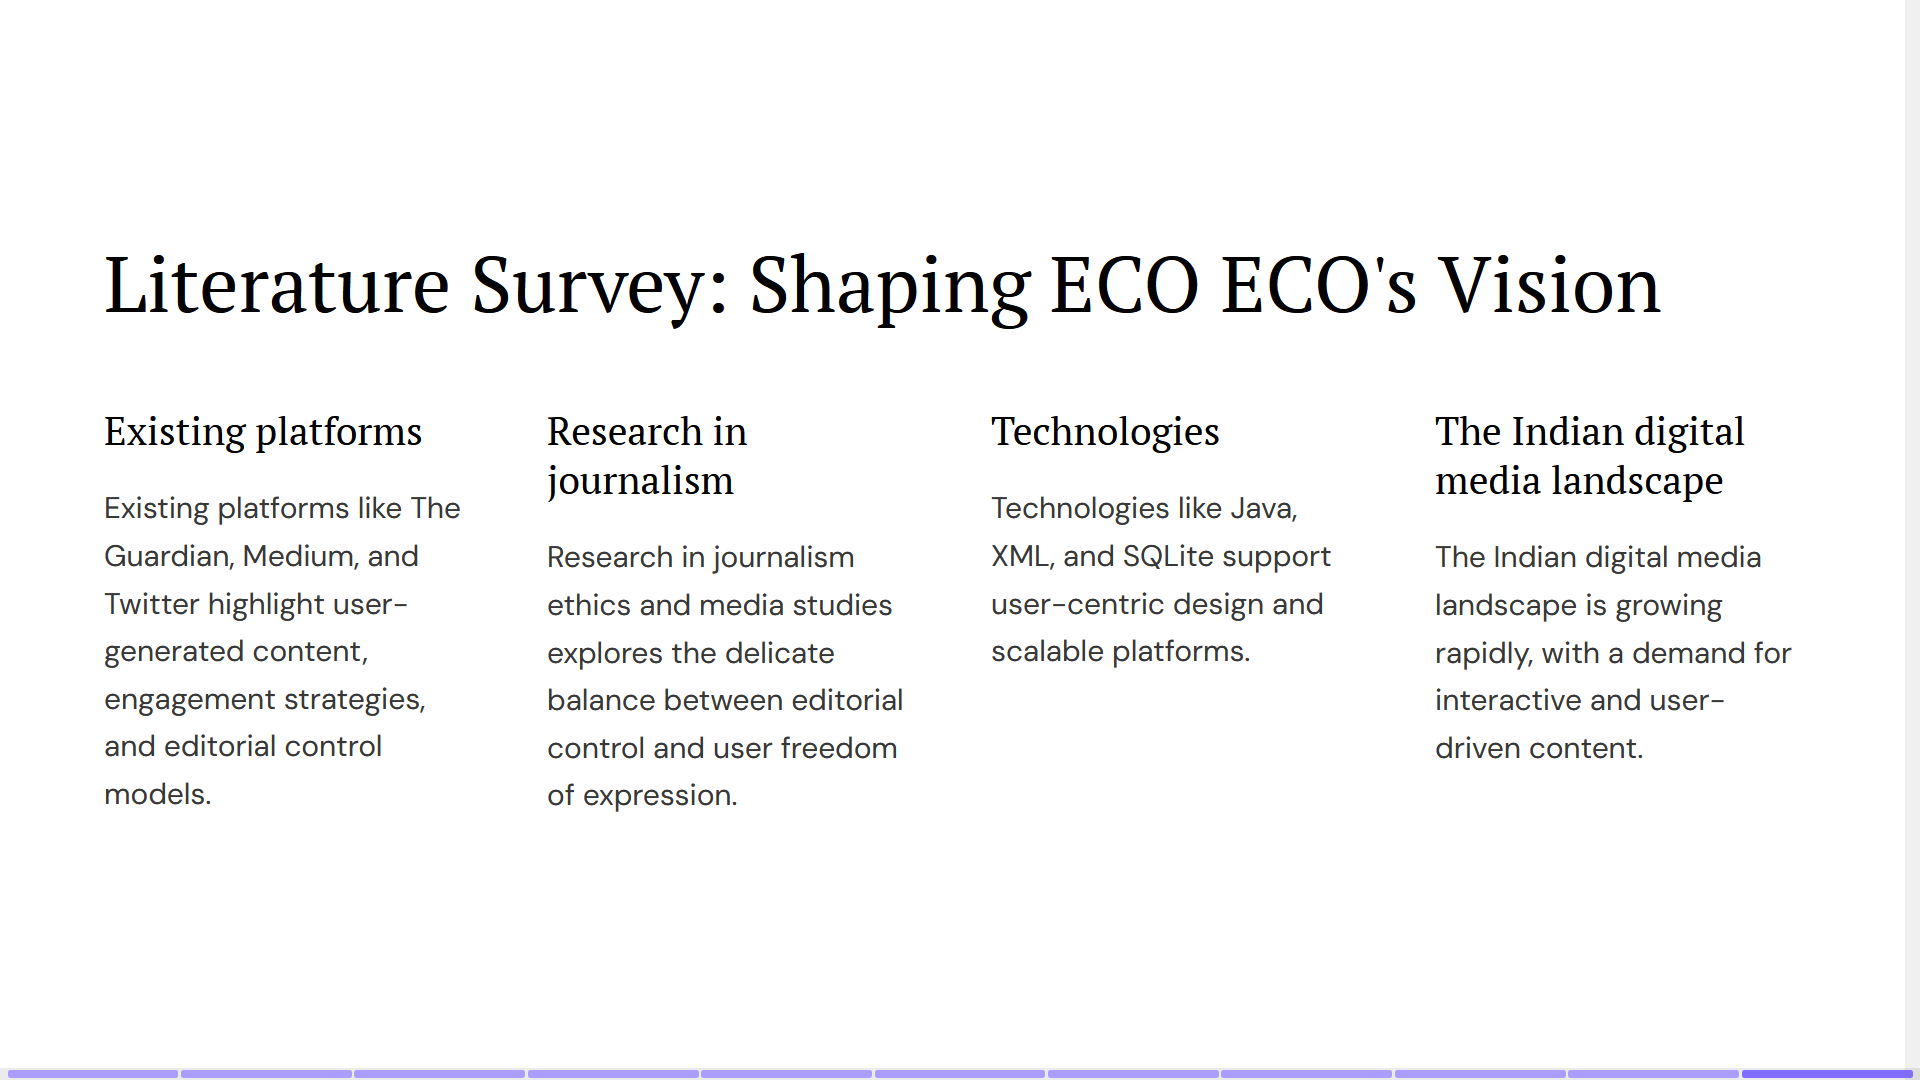 Literature Survey: Shaping ECO ECO's Vision
Existing platforms
Existing platforms like The
Guardian, Medium, and
Twitter highlight user-
generated content,
engagement strategies,
and editorial control
models.
Research in
journalism
Research in journalism
ethics and media studies
explores the delicate
balance between editorial
control and user freedom
of expression.
Technologies
Technologies like Java,
XML, and SQLite support
user-centric design and
scalable platforms.
The Indian digital
media landscape
The Indian digital media
landscape is growing
rapidly, with a demand for
interactive and user-
driven content.